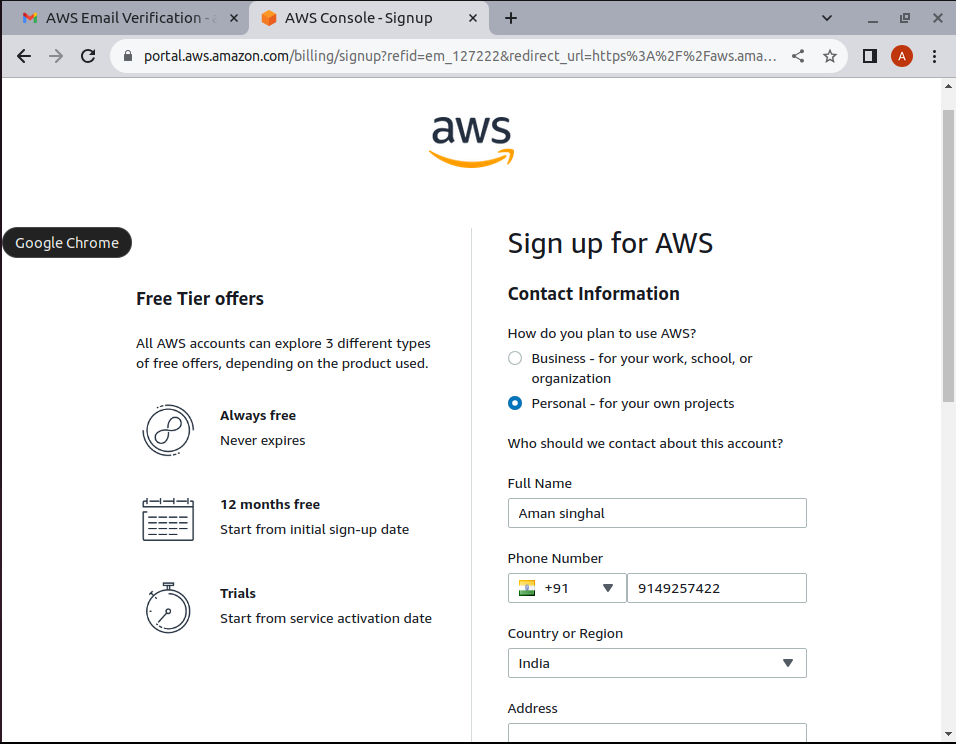 AWS Email Verification -
AWS Console - Signup
portal.aws.amazon.com/billing/signup?refid=em_127222&redirect_url=https%3A%2F%2Faws.ama...
A
aws
Google Chrome
Free Tier offers
All AWS accounts can explore 3 different types
of free offers, depending on the product used.
Always free
Never expires
12 months free
Start from initial sign-up date
Trials
Start from service activation date
Sign up for AWS
Contact Information
How do you plan to use AWS?
Business - for your work, school, or
organization
Personal - for your own projects
Who should we contact about this account?
Full Name
Aman singhal
Phone Number
+91 9149257422
Country or Region
India
Address